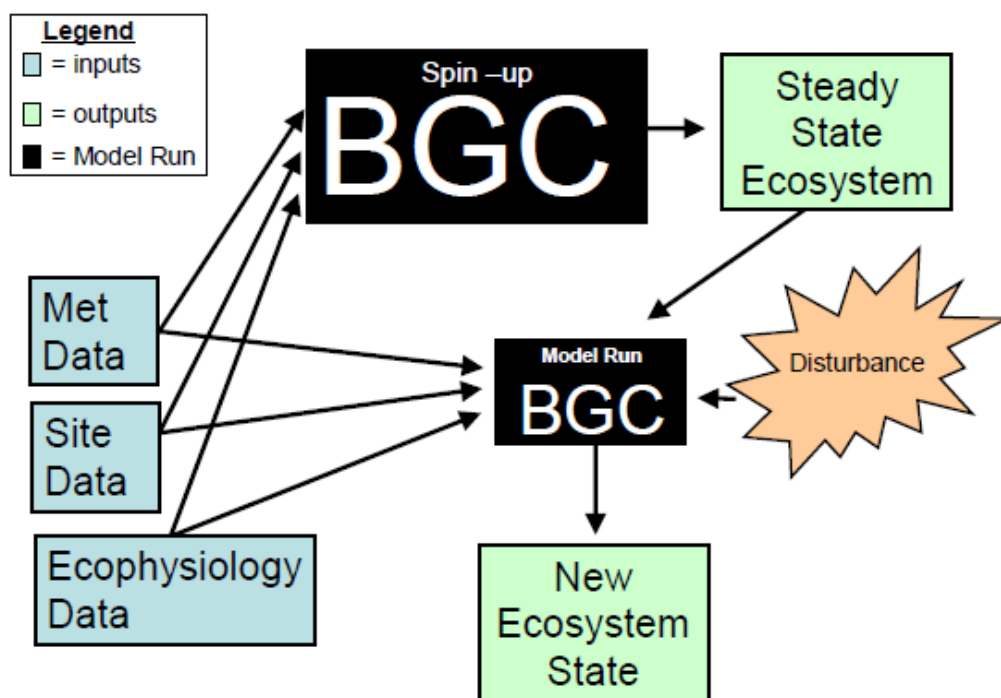 Legend
= inputs
= outputs
= Model Run
Spin –up
BGC
Steady
State
Ecosystem
Met
Data
Site
Data
Ecophysiology
Data
Model Run
BGC
Disturbance
New
Ecosystem
State